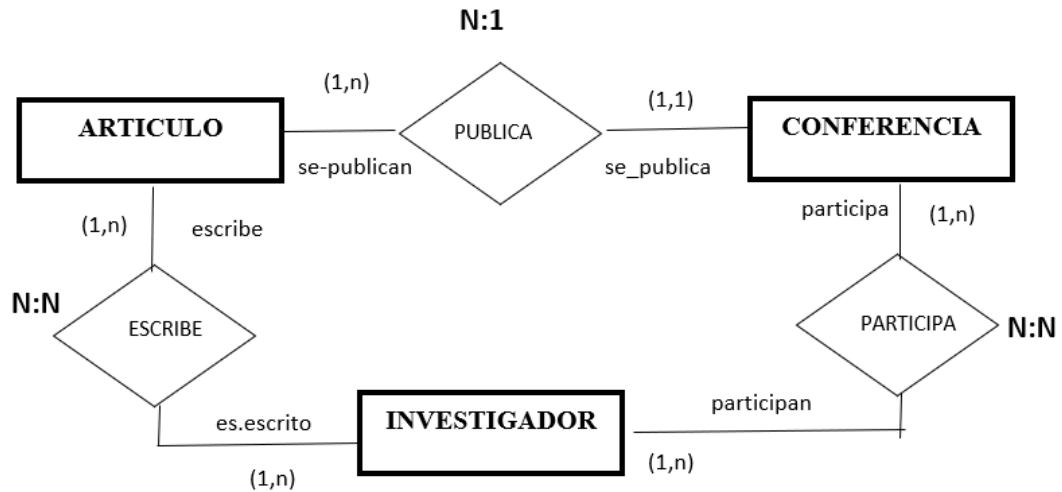 N:1
(1,n)
(1,1)
ARTICULO
PUBLICA
CONFERENCIA
se-publican
se_publica
(1,n)
escribe
participa
(1,n)
N:N
ESCRIBE
PARTICIPA
N:N
es.escrito
INVESTIGADOR
participan
(1,n)
(1,n)